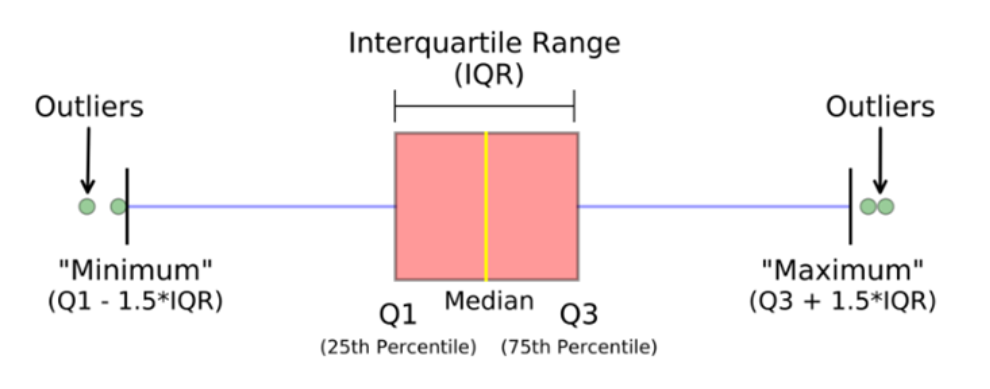 Interquartile Range
(IQR)
Outliers
Outliers
"Minimum"
(Q1 - 1.5*IQR)
"Maximum"
(Q3 + 1.5*IQR)
Q1
Median
Q3
(25th Percentile)
(75th Percentile)